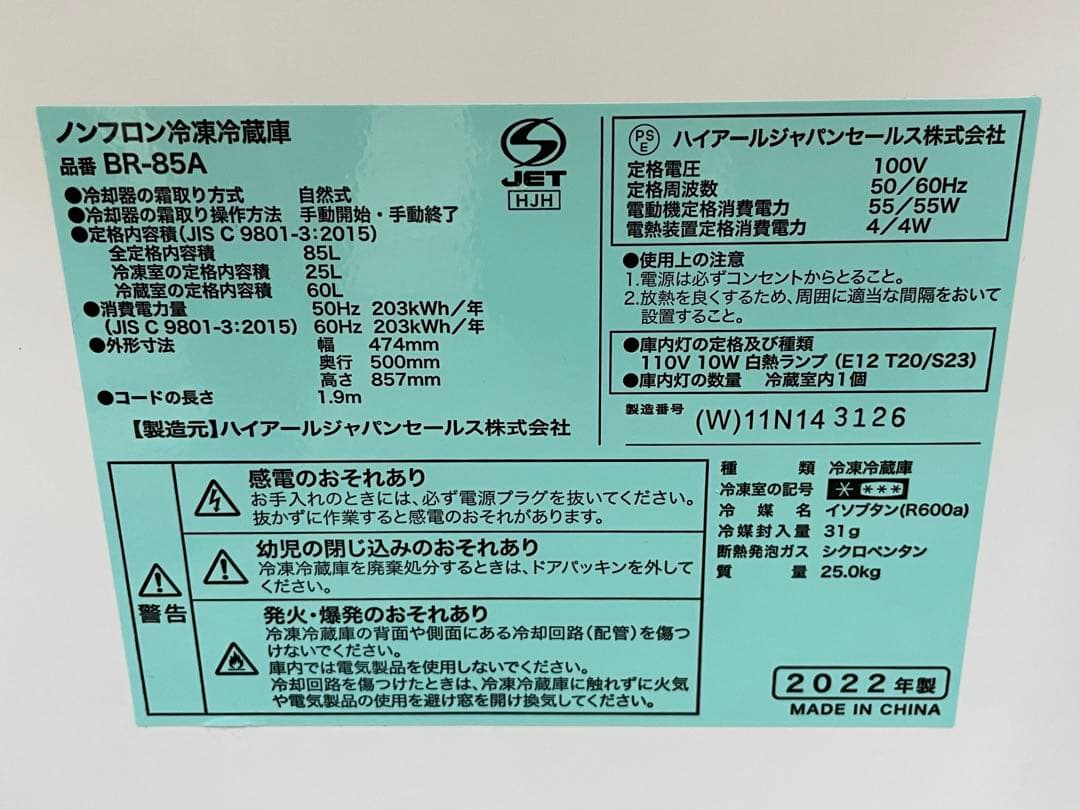 ノンフロン冷凍冷蔵庫
品番 BR-85A
●冷却器の霜取り方式 自然式
●冷却器の霜取り操作方法 手動開始・手動終了
●定格内容積(JIS C 9801-3:2015)
全定格内容積 85L
冷凍室の定格内容積 25L
冷蔵室の定格内容積 60L
●消費電力量 50Hz 203kWh/年
(JIS C 9801-3:2015) 60Hz 203kWh/年
●外形寸法 幅 474mm
奥行 500mm
高さ 857mm
●コードの長さ 1.9m
【製造元】ハイアールジャパンセールス株式会社
JET
HJH
PS
E
ハイアールジャパンセールス株式会社
定格電圧 100V
定格周波数 50/60Hz
電動機定格消費電力 55/55W
電熱装置定格消費電力 4/4W
●使用上の注意
1.電源は必ずコンセントからとること。
2.放熱を良くするため、周囲に適当な間隔をおいて
設置すること。
●庫内灯の定格及び種類
110V 10W 白熱ランプ (E12 T20/S23)
●庫内灯の数量 冷蔵室内1個
製造番号 (W)11N14 3126
警告
感電のおそれあり
お手入れのときには、必ず電源プラグを抜いてください。
抜かずに作業すると感電のおそれがあります。
幼児の閉じ込みのおそれあり
冷凍冷蔵庫を廃棄処分するときは、ドアパッキンを外して
ください。
発火・爆発のおそれあり
冷凍冷蔵庫の背面や側面にある冷却回路(配管)を傷つ
けないでください。
庫内では電気製品を使用しないでください。
冷却回路を傷つけたときは、冷凍冷蔵庫に触れずに火気
や電気製品の使用を避け窓を開け換気してください。
種類 冷凍冷蔵庫
冷凍室の記号 * ***
冷媒名 イソブタン(R600a)
冷媒封入量 31g
断熱発泡ガス シクロペンタン
質量 25.0kg
2022年製
MADE IN CHINA